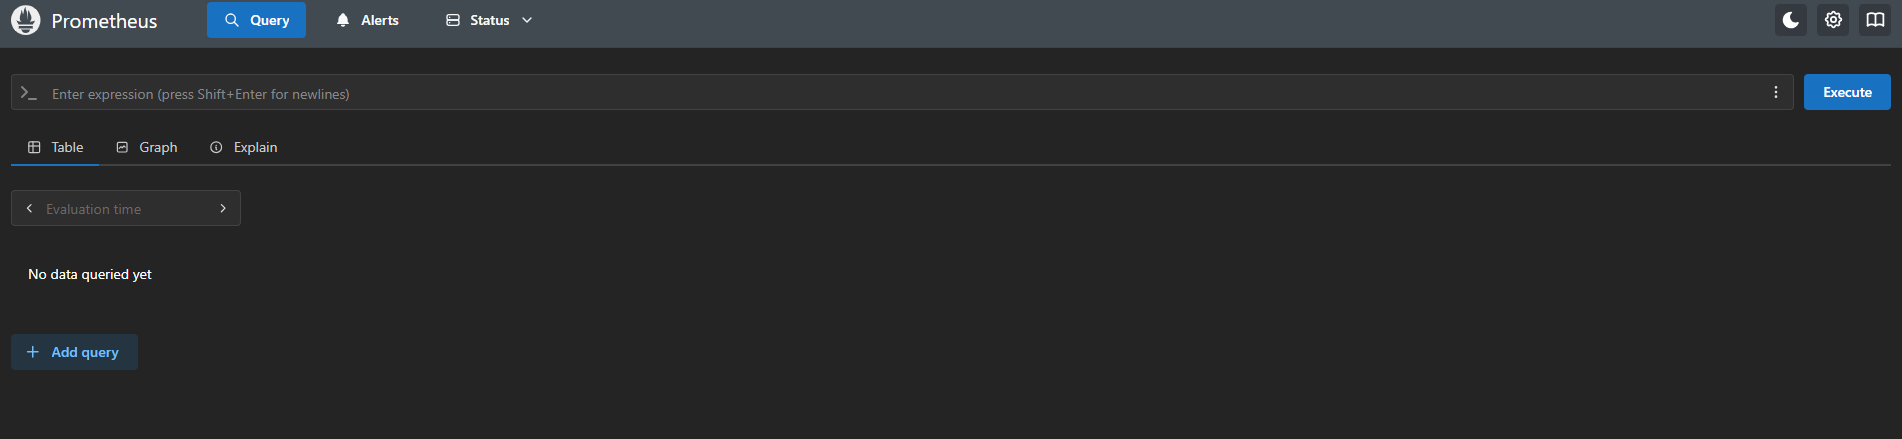 Prometheus Query Alerts Status
Enter expression (press Shift+Enter for newlines) Execute
Table Graph Explain
Evaluation time
No data queried yet
Add query